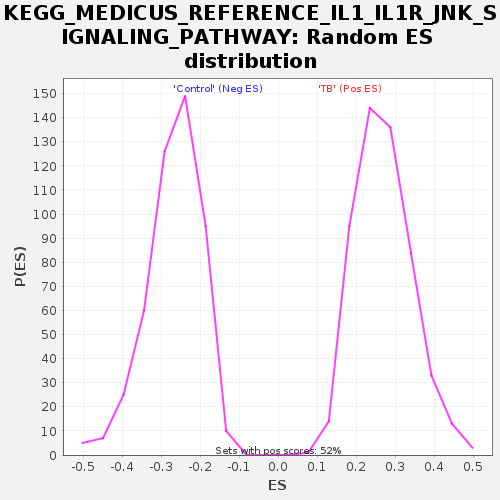 KEGG_MEDICUS_REFERENCE_IL1_IL1R_JNK_S
IGNALING_PATHWAY: Random ES
distribution
'Control' (Neg ES)
'TB' (Pos ES)
150
140
130
120
110
100
90
80
70
60
50
40
30
20
10
0
P(ES)
Sets with pos scores: 52%
-0.5 -0.4 -0.3 -0.2 -0.1 0.0 0.1 0.2 0.3 0.4 0.5
ES